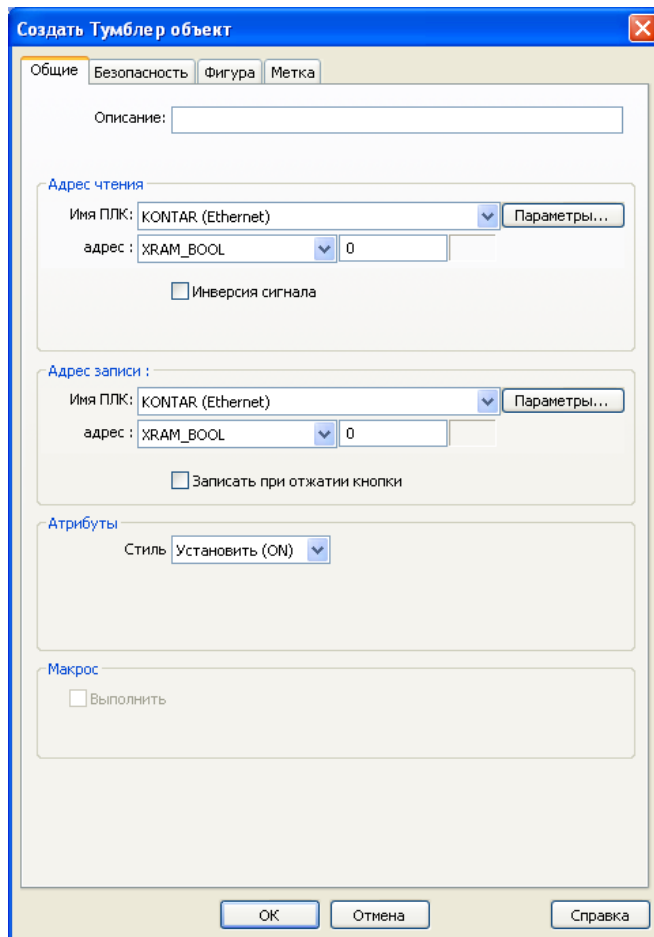 Создать Тумблер объект
Общие Безопасность Фигура Метка
Описание:
Адрес чтения
Имя ПЛК: KONTAR (Ethernet) Параметры...
адрес : XRAM_BOOL 0
Инверсия сигнала
Адрес записи :
Имя ПЛК: KONTAR (Ethernet) Параметры...
адрес : XRAM_BOOL 0
Записать при отжатии кнопки
Атрибуты
Стиль Установить (ON)
Макрос
Выполнить
ОК Отмена Справка